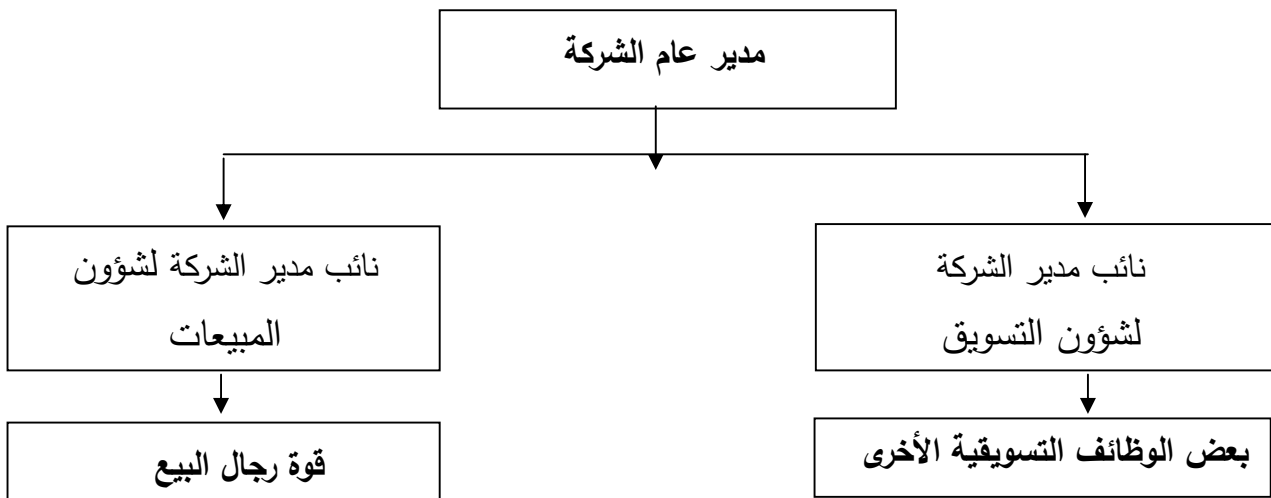 مدير عام الشركة
نائب مدير الشركة
لشؤون التسويق
نائب مدير الشركة لشؤون
المبيعات
بعض الوظائف التسويقية الأخرى
قوة رجال البيع